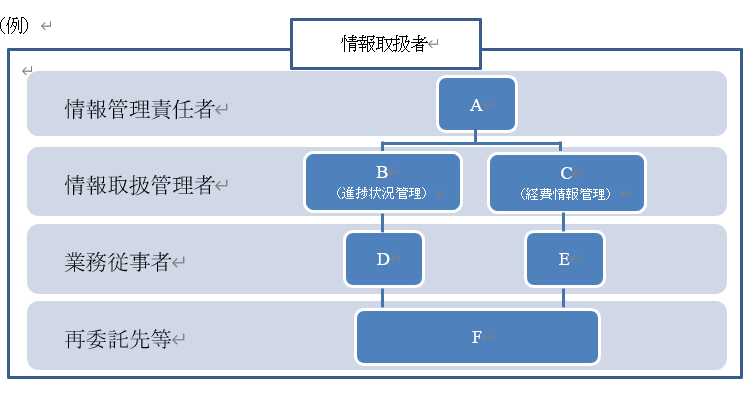 （例）
情報取扱者
情報管理責任者
A
情報取扱管理者
B
（進捗状況管理）
C
（経費情報管理）
業務従事者
D
E
再委託先等
F